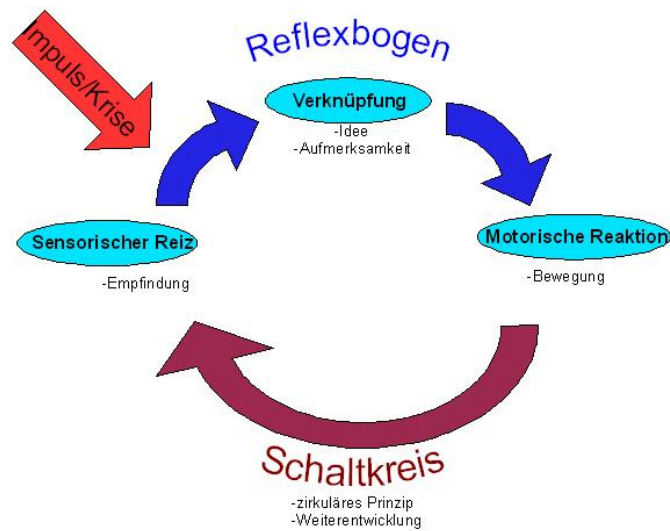 Reflexbogen
Impuls/Krise
Verknüpfung
-Idee
-Aufmerksamkeit
Sensorischer Reiz
-Empfindung
Motorische Reaktion
-Bewegung
Schaltkreis
-zirkuläres Prinzip
-Weiterentwicklung